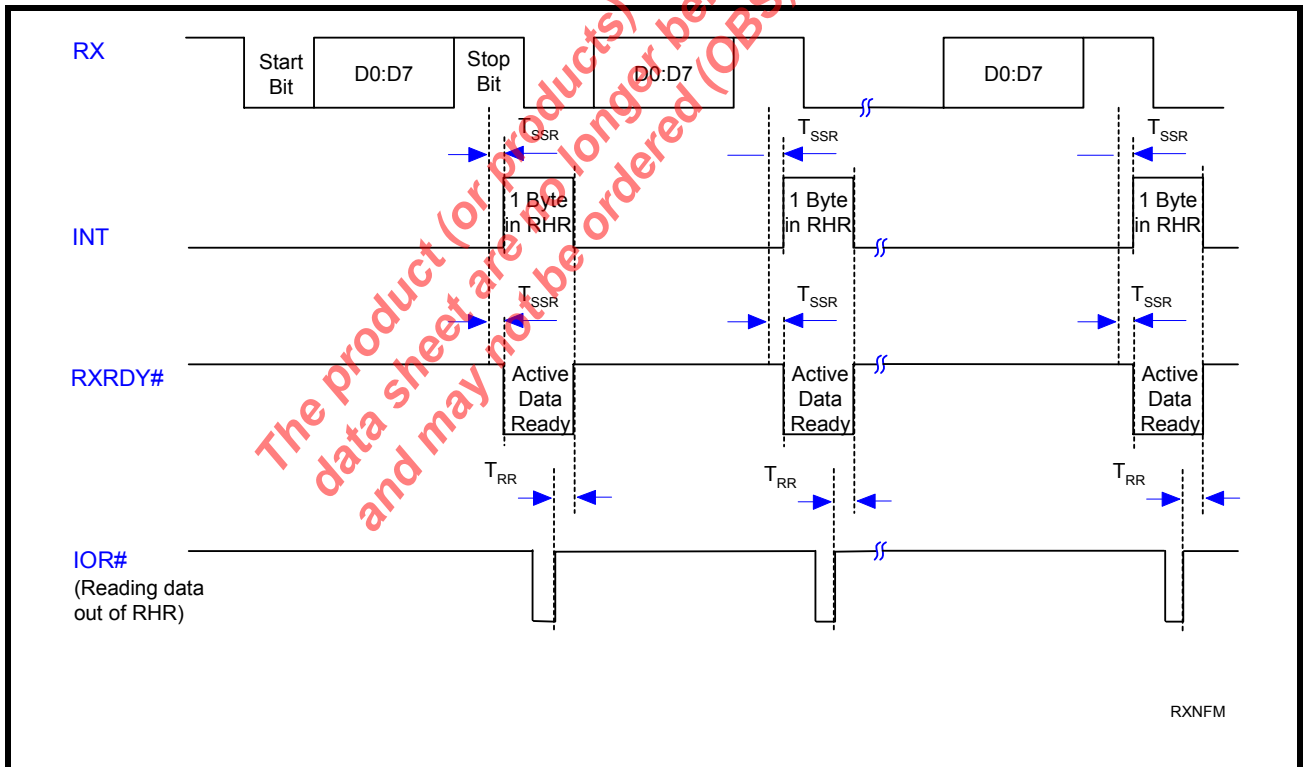 RX
Start
Bit
D0:D7
Stop
Bit
D0:D7
D0:D7
TSSR
TSSR
TSSR
INT
1 Byte
in RHR
1 Byte
in RHR
1 Byte
in RHR
TSSR
TSSR
TSSR
RXRDY#
Active
Data
Ready
Active
Data
Ready
Active
Data
Ready
TRR
TRR
TRR
IOR#
(Reading data
out of RHR)
RXNFM
The product (or products)
data sheet are no longer
and may not be ordered (OBS)